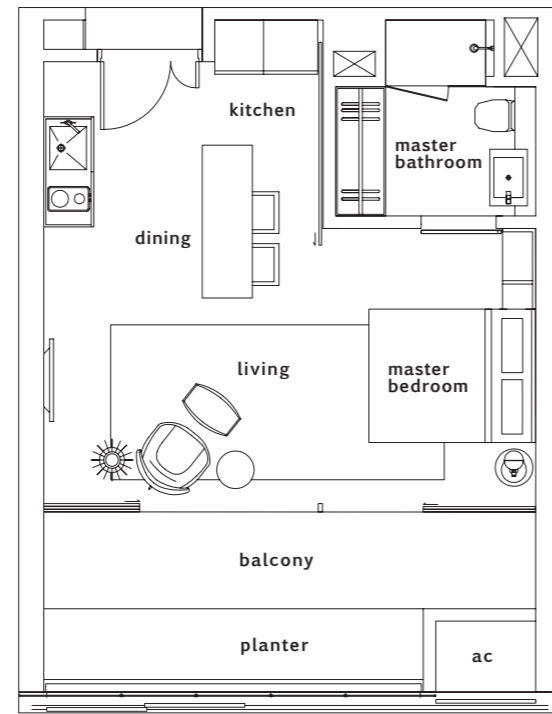 kitchen
master
bathroom
dining
living
master
bedroom
balcony
planter
ac